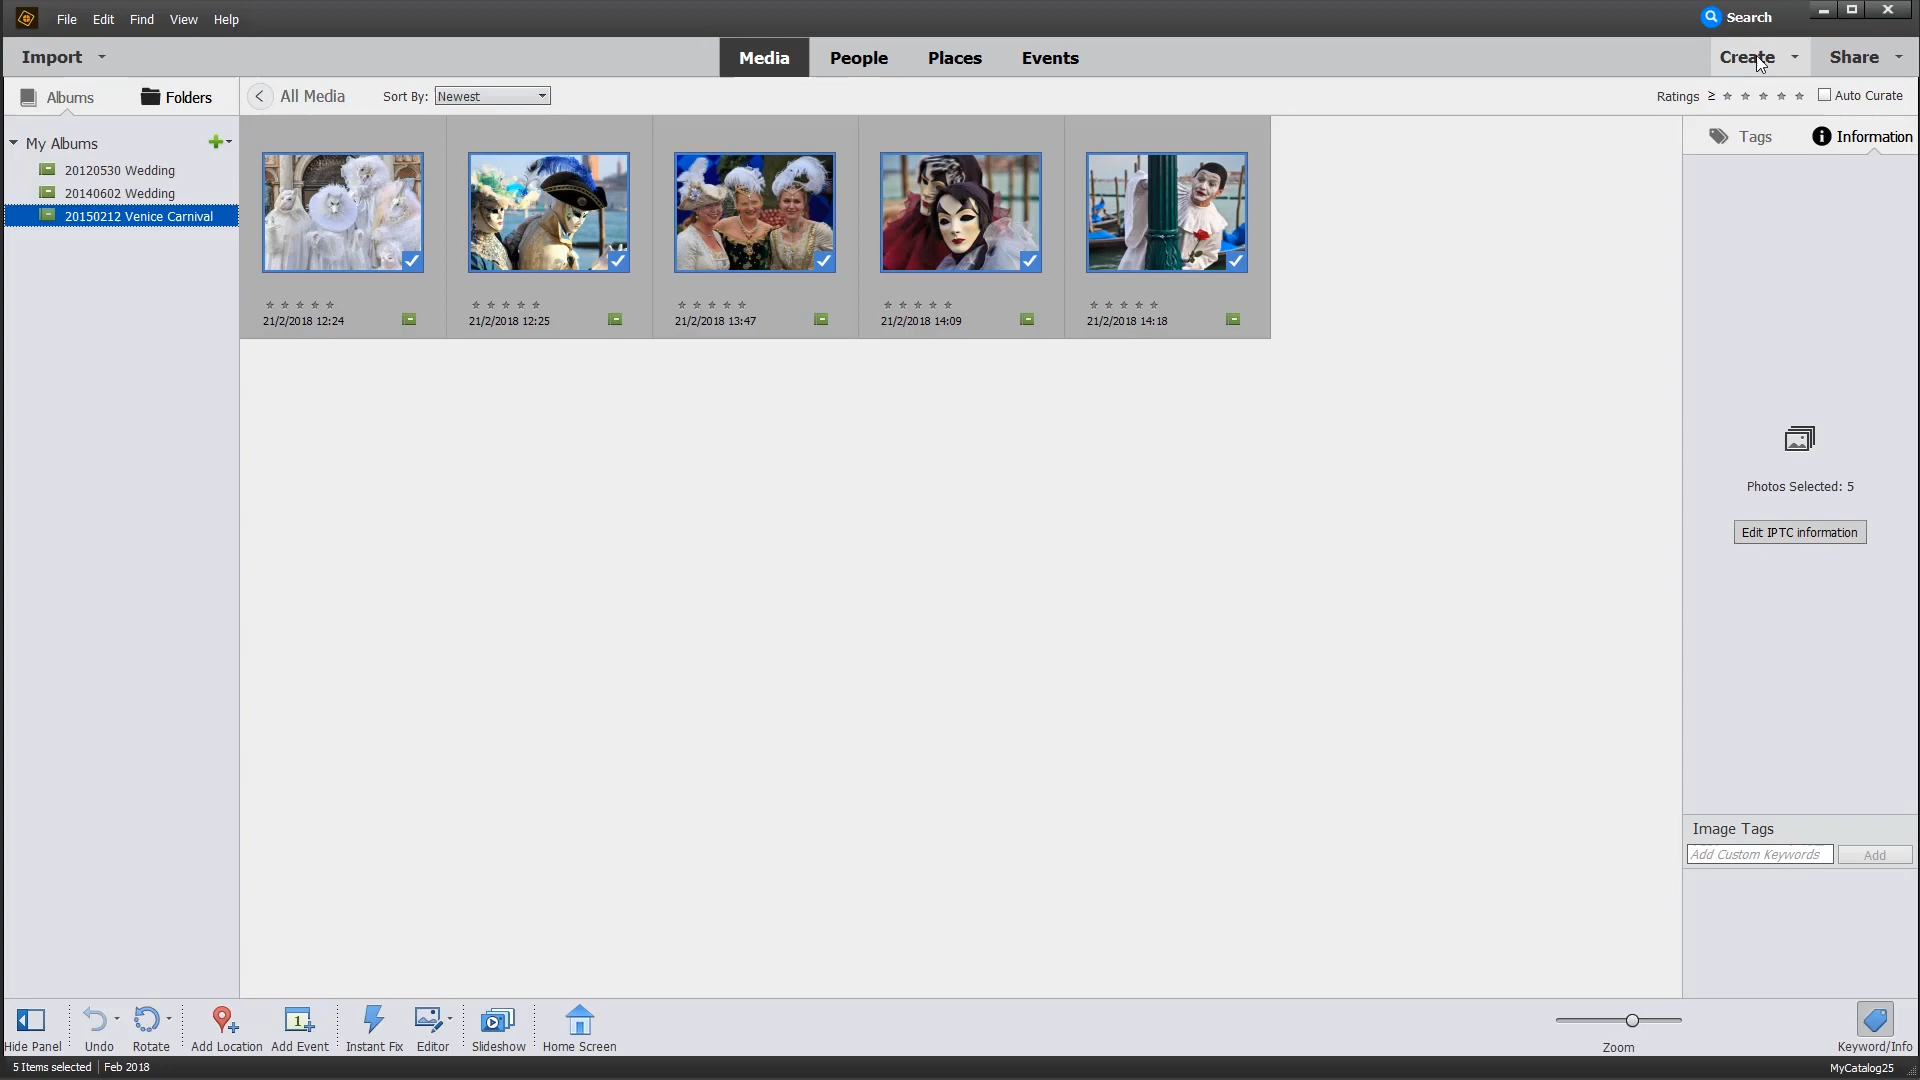 File Edit Find View Help
Search
Import
Media People Places Events
Create Share
Albums Folders
All Media Sort By: Newest
Ratings ≥ Auto Curate
My Albums
20120530 Wedding
20140602 Wedding
20150212 Venice Carnival
21/2/2018 12:24 21/2/2018 12:25 21/2/2018 13:47 21/2/2018 14:09 21/2/2018 14:18
Tags Information
Photos Selected: 5
Edit IPTC information
Image Tags
Add Custom Keywords Add
1
Hide Panel Undo Rotate Add Location Add Event Instant Fix Editor Slideshow Home Screen Zoom Keyword/Info
5 Items selected Feb 2018 MyCatalog25